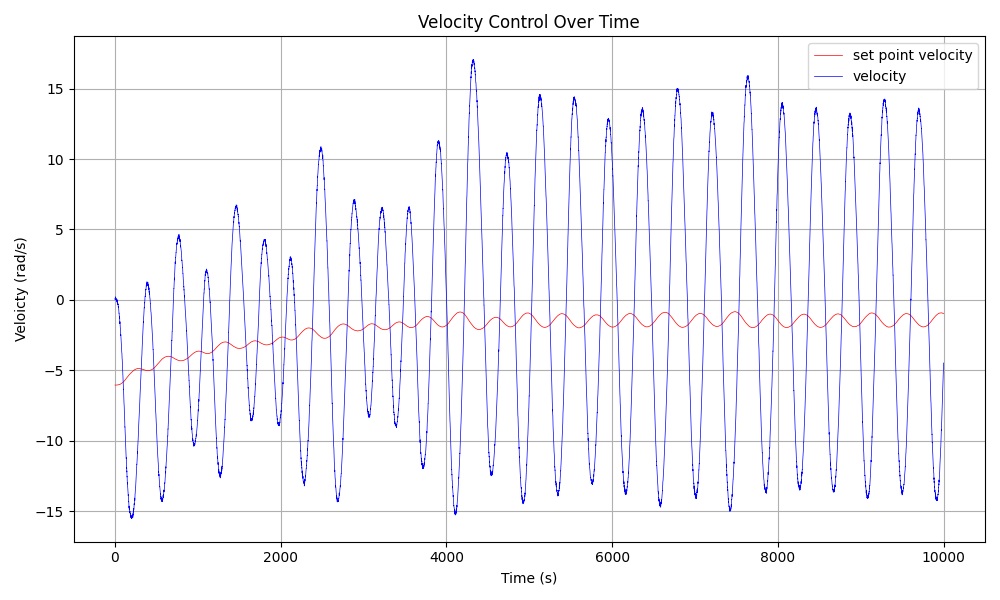 Velocity Control Over Time
set point velocity
velocity
Veloicty (rad/s)
15
10
5
0
−5
−10
−15
0 2000 4000 6000 8000 10000
Time (s)